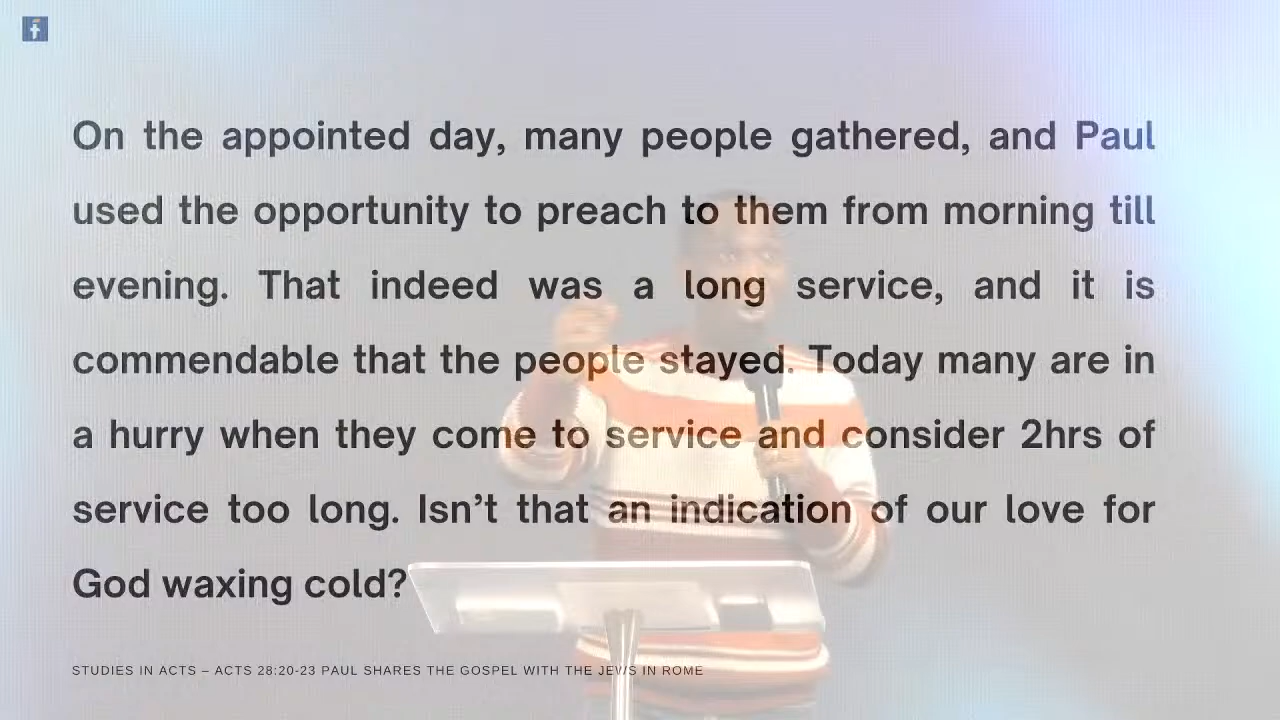 On the appointed day, many people gathered, and Paul
used the opportunity to preach to them from morning till
evening. That indeed was a long service, and it is
commendable that the people stayed. Today many are in
a hurry when they come to service and consider 2hrs of
service too long. Isn’t that an indication of our love for
God waxing cold?
STUDIES IN ACTS – ACTS 28:20-23 PAUL SHARES THE GOSPEL WITH THE JEWS IN ROME